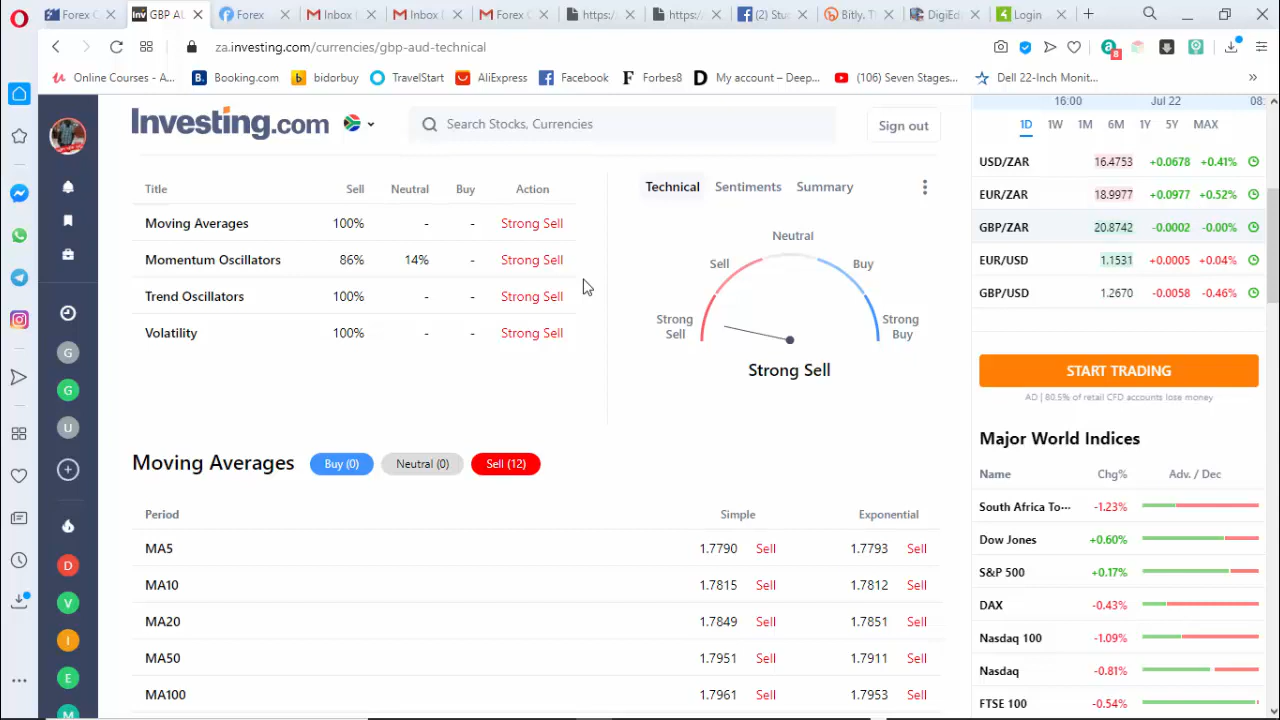 Forex C
GBP AU
Forex
Inbox (
Inbox (
Forex C
https:/
https:/
(2) Stu
Bitly. Th
DigiEd
Login
za.investing.com/currencies/gbp-aud-technical
8
Online Courses - A...
Booking.com
bidorbuy
TravelStart
AliExpress
Facebook
Forbes8
My account – Deep...
(106) Seven Stages...
Dell 22-Inch Monit...
Investing.com
Search Stocks, Currencies
Sign out
Title Sell Neutral Buy Action
Moving Averages 100% - - Strong Sell
Momentum Oscillators 86% 14% - Strong Sell
Trend Oscillators 100% - - Strong Sell
Volatility 100% - - Strong Sell
Technical Sentiments Summary
Neutral
Sell
Buy
Strong Sell
Strong Buy
Strong Sell
Moving Averages Buy (0) Neutral (0) Sell (12)
Period Simple Exponential
MA5 1.7790 Sell 1.7793 Sell
MA10 1.7815 Sell 1.7812 Sell
MA20 1.7849 Sell 1.7851 Sell
MA50 1.7951 Sell 1.7911 Sell
MA100 1.7961 Sell 1.7953 Sell
G
G
U
D
V
I
E
M
16:00 Jul 22 08:
1D 1W 1M 6M 1Y 5Y MAX
USD/ZAR 16.4753 +0.0678 +0.41%
EUR/ZAR 18.9977 +0.0977 +0.52%
GBP/ZAR 20.8742 -0.0002 -0.00%
EUR/USD 1.1531 +0.0005 +0.04%
GBP/USD 1.2670 -0.0058 -0.46%
START TRADING
AD | 80.5% of retail CFD accounts lose money
Major World Indices
Name Chg% Adv. / Dec
South Africa To··· -1.23%
Dow Jones +0.60%
S&P 500 +0.17%
DAX -0.43%
Nasdaq 100 -1.09%
Nasdaq -0.81%
FTSE 100 -0.54%